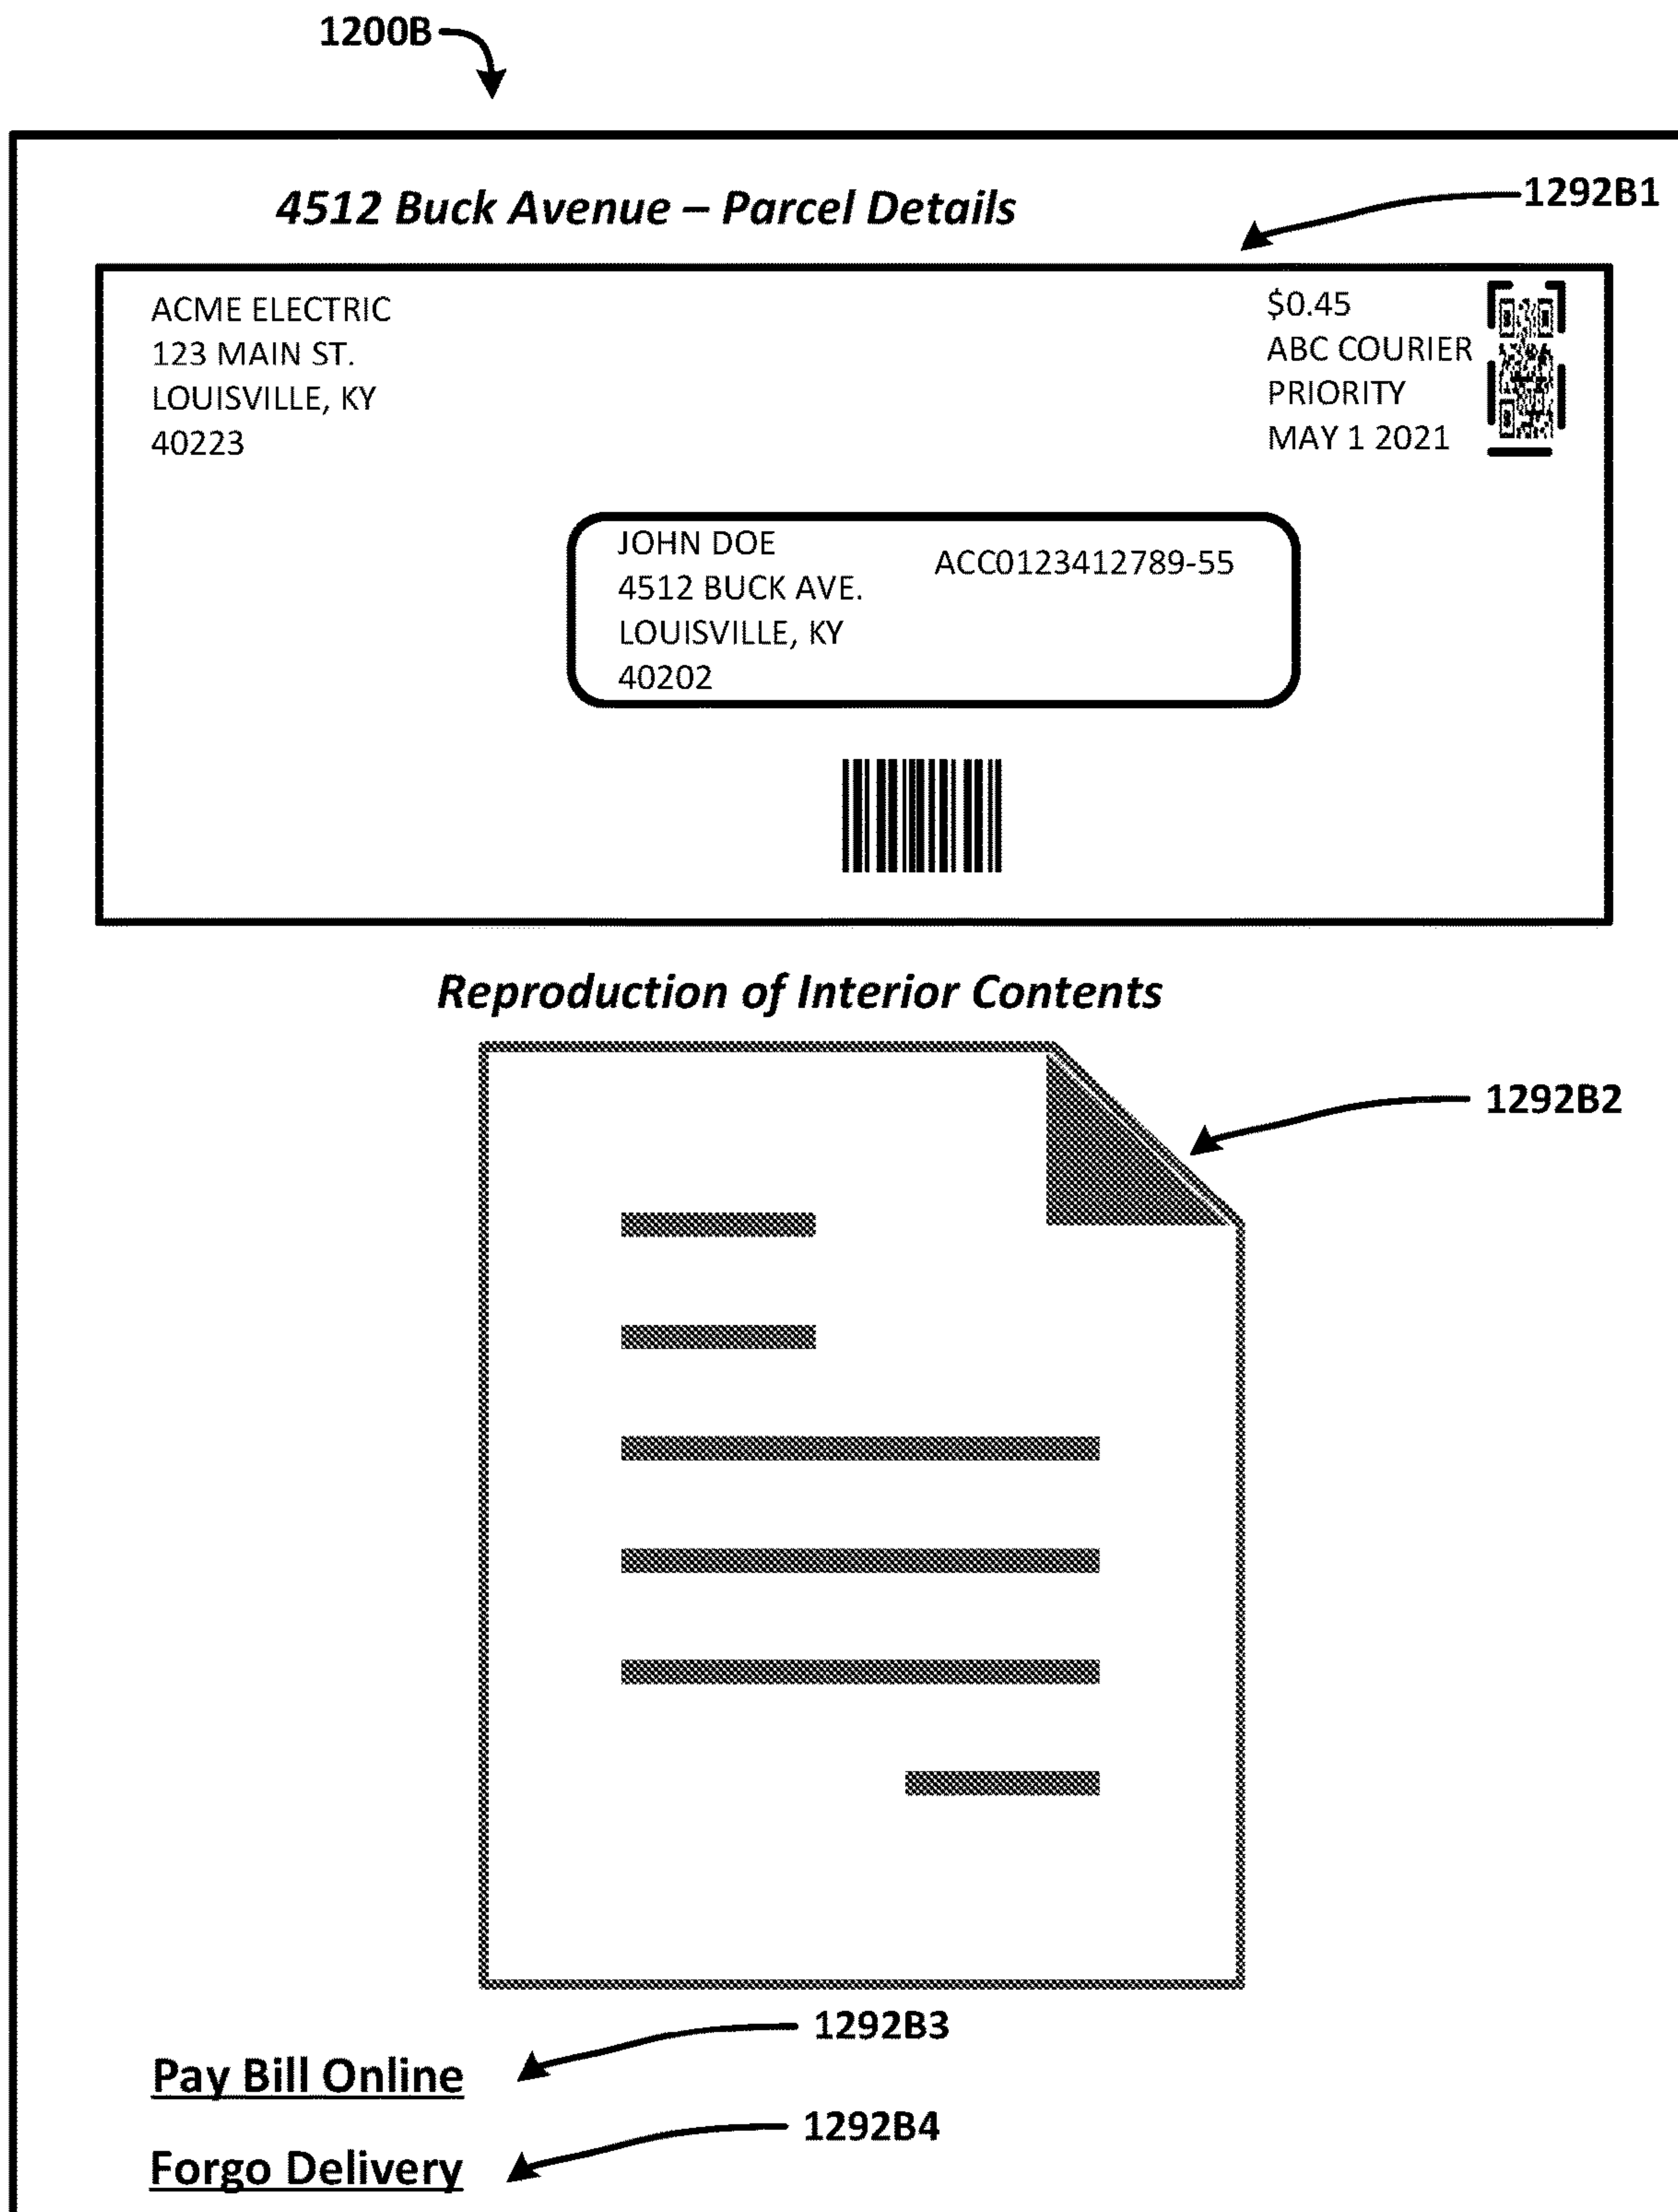 1200B
4512 Buck Avenue – Parcel Details
1292B1
ACME ELECTRIC
123 MAIN ST.
LOUISVILLE, KY
40223
$0.45
ABC COURIER
PRIORITY
MAY 1 2021
JOHN DOE
4512 BUCK AVE.
LOUISVILLE, KY
40202
ACC0123412789-55
Reproduction of Interior Contents
1292B2
1292B3
Pay Bill Online
1292B4
Forgo Delivery